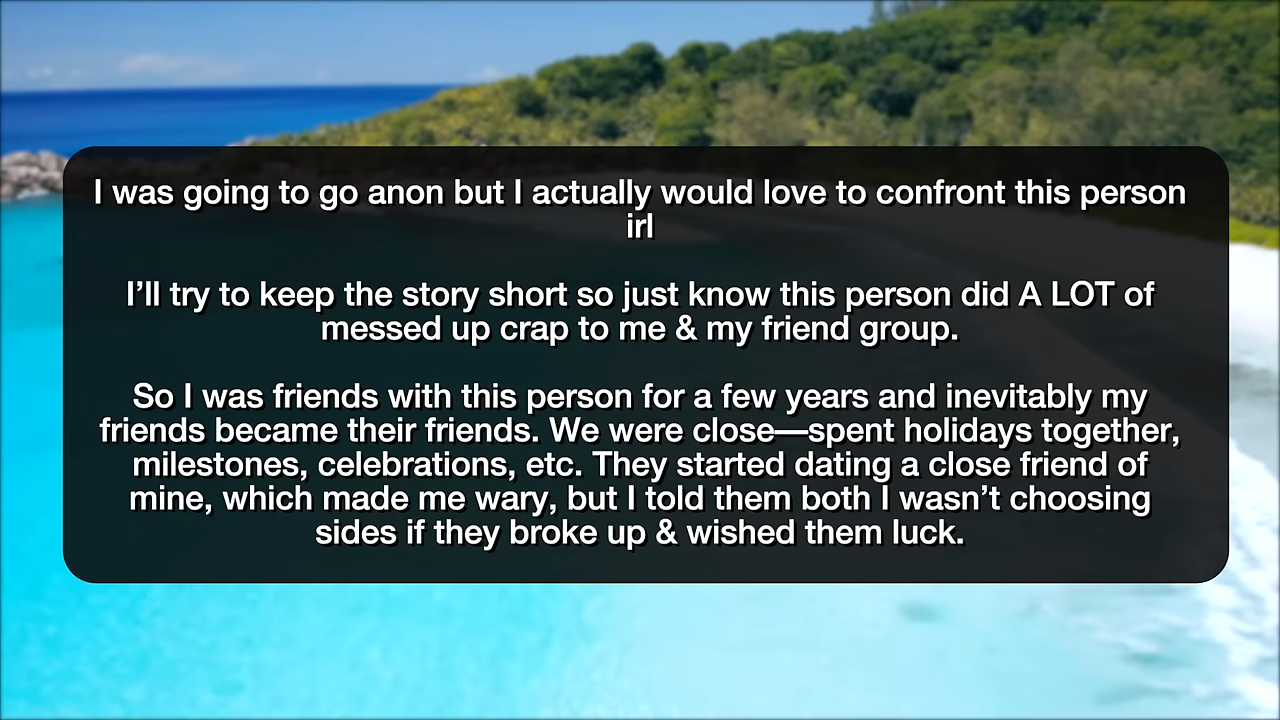 I was going to go anon but I actually would love to confront this person
irl
I'll try to keep the story short so just know this person did A LOT of
messed up crap to me & my friend group.
So I was friends with this person for a few years and inevitably my
friends became their friends. We were close—spent holidays together,
milestones, celebrations, etc. They started dating a close friend of
mine, which made me wary, but I told them both I wasn't choosing
sides if they broke up & wished them luck.